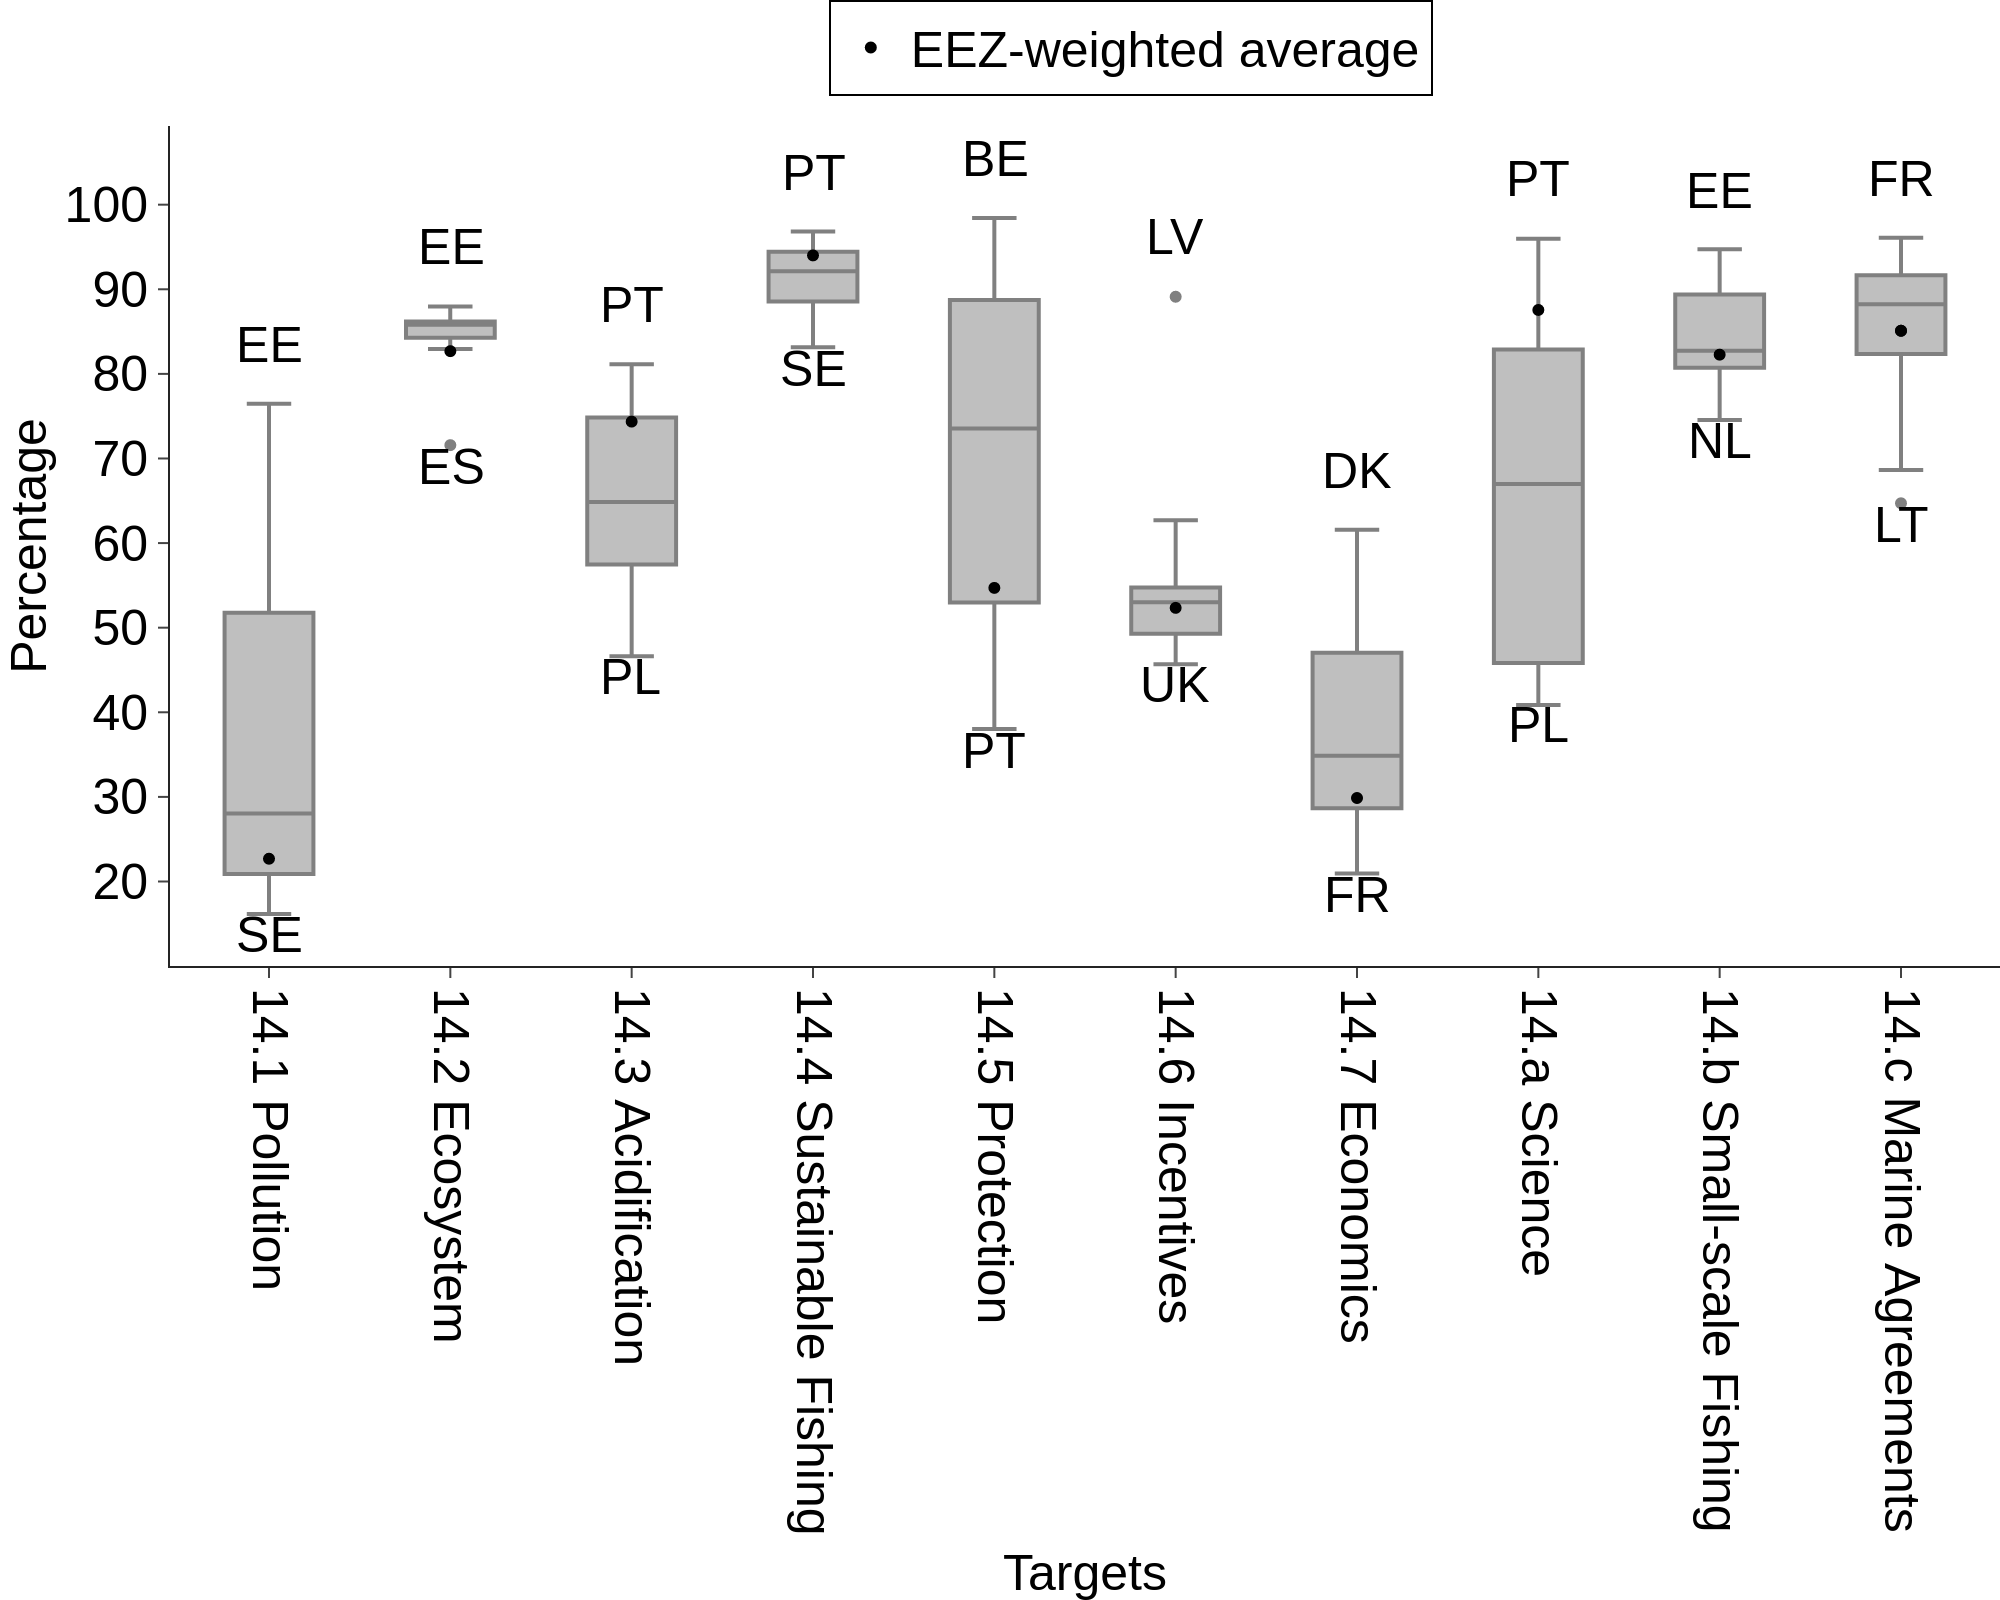 EEZ-weighted average
Percentage
100
90
80
70
60
50
40
30
20
EE
SE
EE
ES
PT
PL
PT
SE
BE
PT
LV
UK
DK
FR
PT
PL
EE
NL
FR
LT
14.1 Pollution
14.2 Ecosystem
14.3 Acidification
14.4 Sustainable Fishing
14.5 Protection
14.6 Incentives
14.7 Economics
14.a Science
14.b Small-scale Fishing
14.c Marine Agreements
Targets